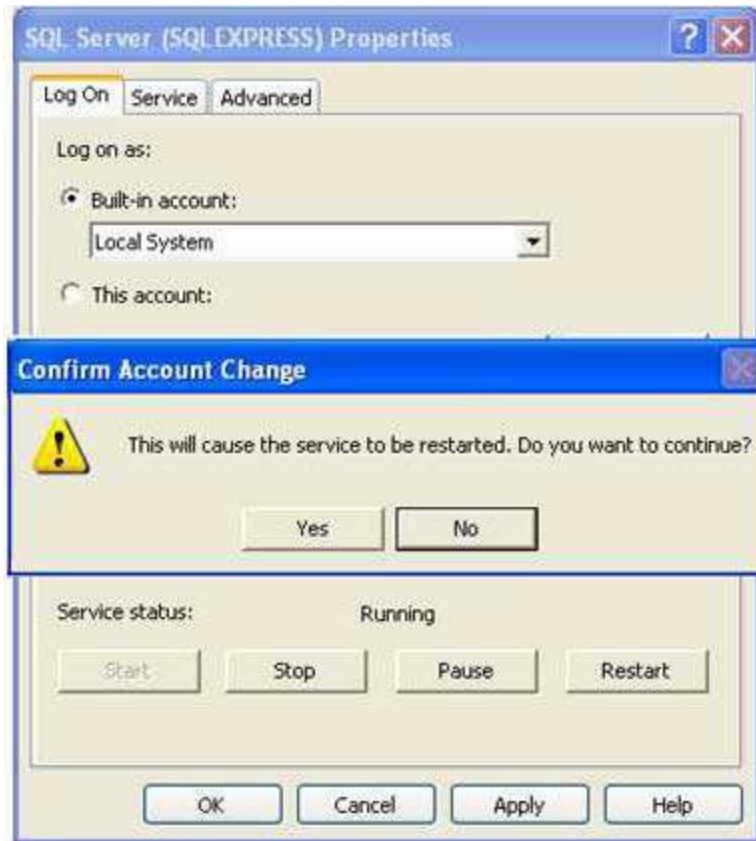 SQL Server (SQLEXPRESS) Properties
Log On Service Advanced
Log on as:
Built-in account:
Local System
This account:
Confirm Account Change
This will cause the service to be restarted. Do you want to continue?
Yes No
Service status: Running
Start Stop Pause Restart
OK Cancel Apply Help